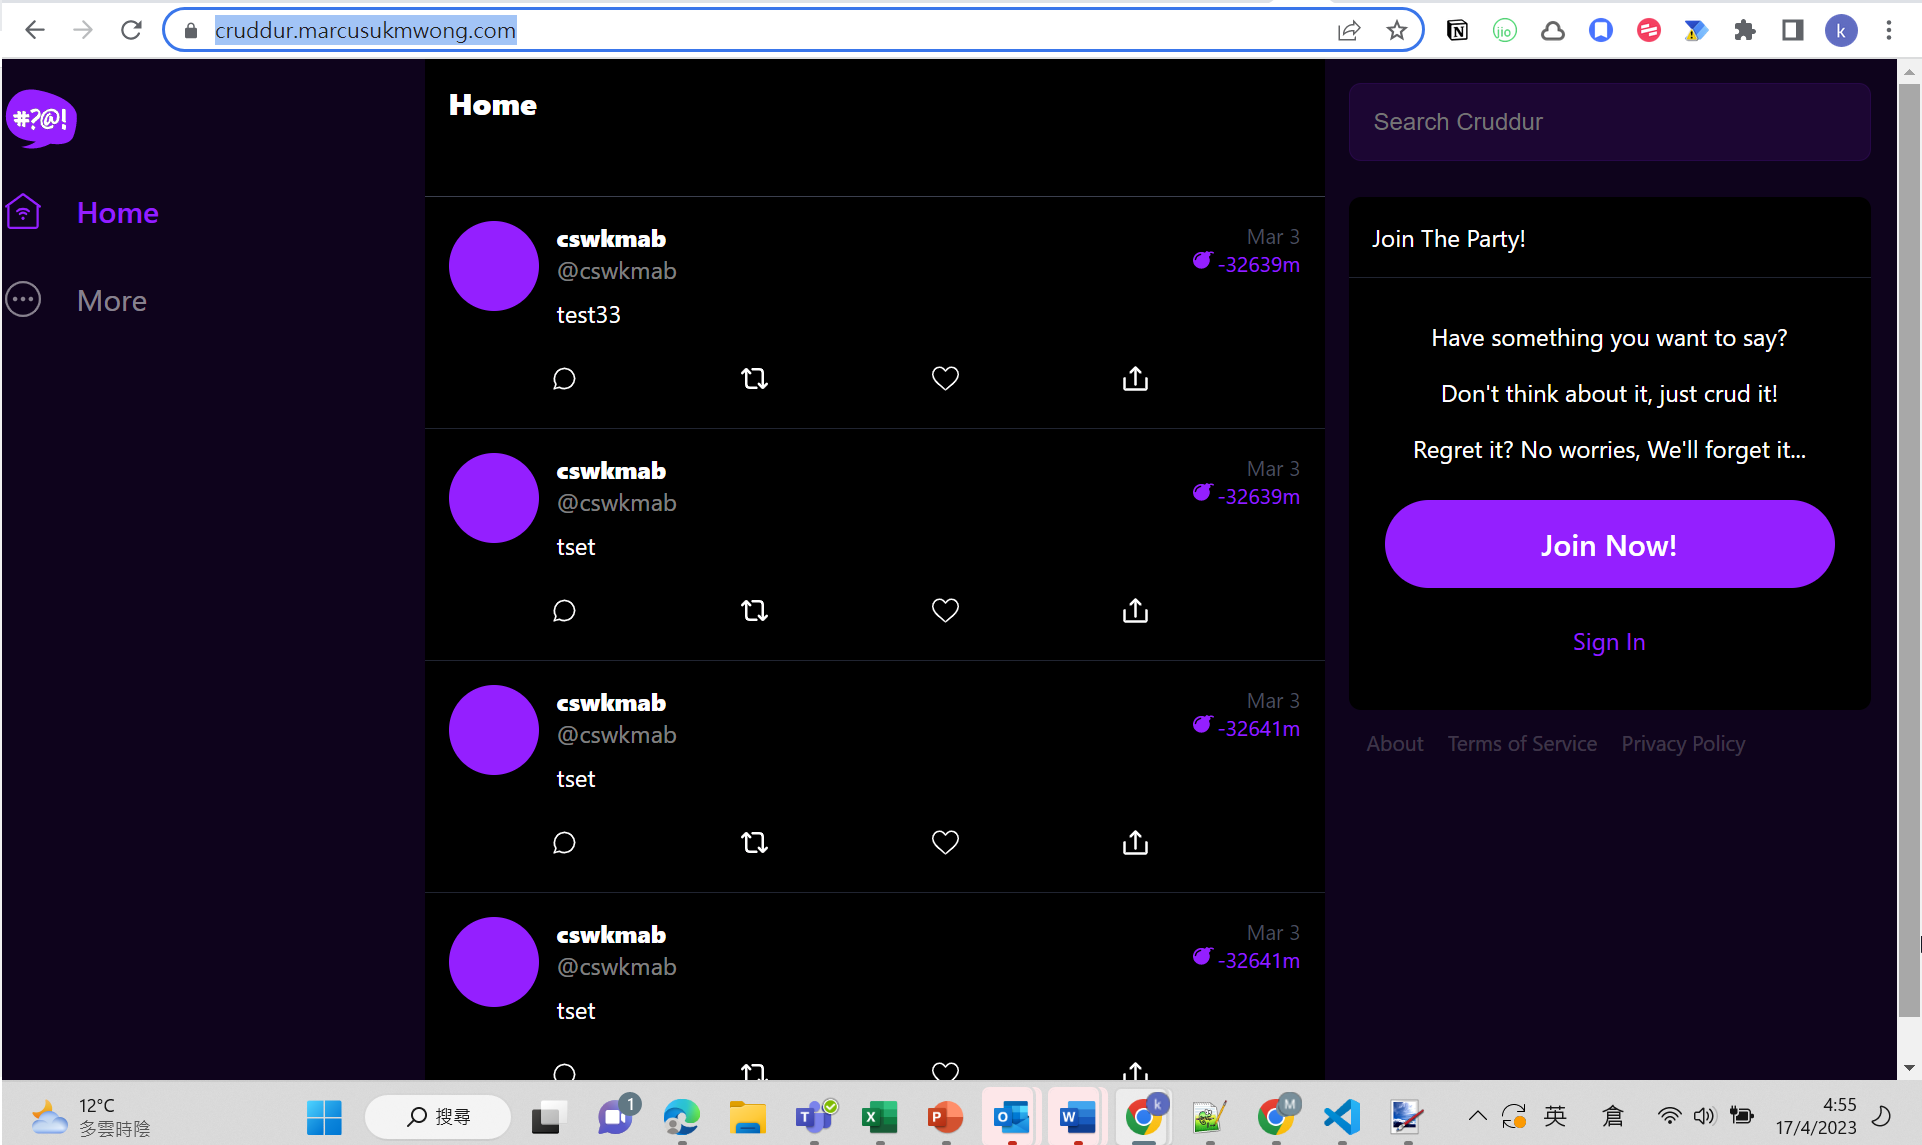 cruddur.marcusukmwong.com
jio
k
#?@!
Home
More
Home
cswkmab
@cswkmab
Mar 3
-32639m
test33
cswkmab
@cswkmab
Mar 3
-32639m
tset
cswkmab
@cswkmab
Mar 3
-32641m
tset
cswkmab
@cswkmab
Mar 3
-32641m
tset
Search Cruddur
Join The Party!
Have something you want to say?
Don't think about it, just crud it!
Regret it? No worries, We'll forget it...
Join Now!
Sign In
About Terms of Service Privacy Policy
12°C
多雲時陰
搜尋
1
T
X
P
O
W
k
M
英
倉
4:55
17/4/2023